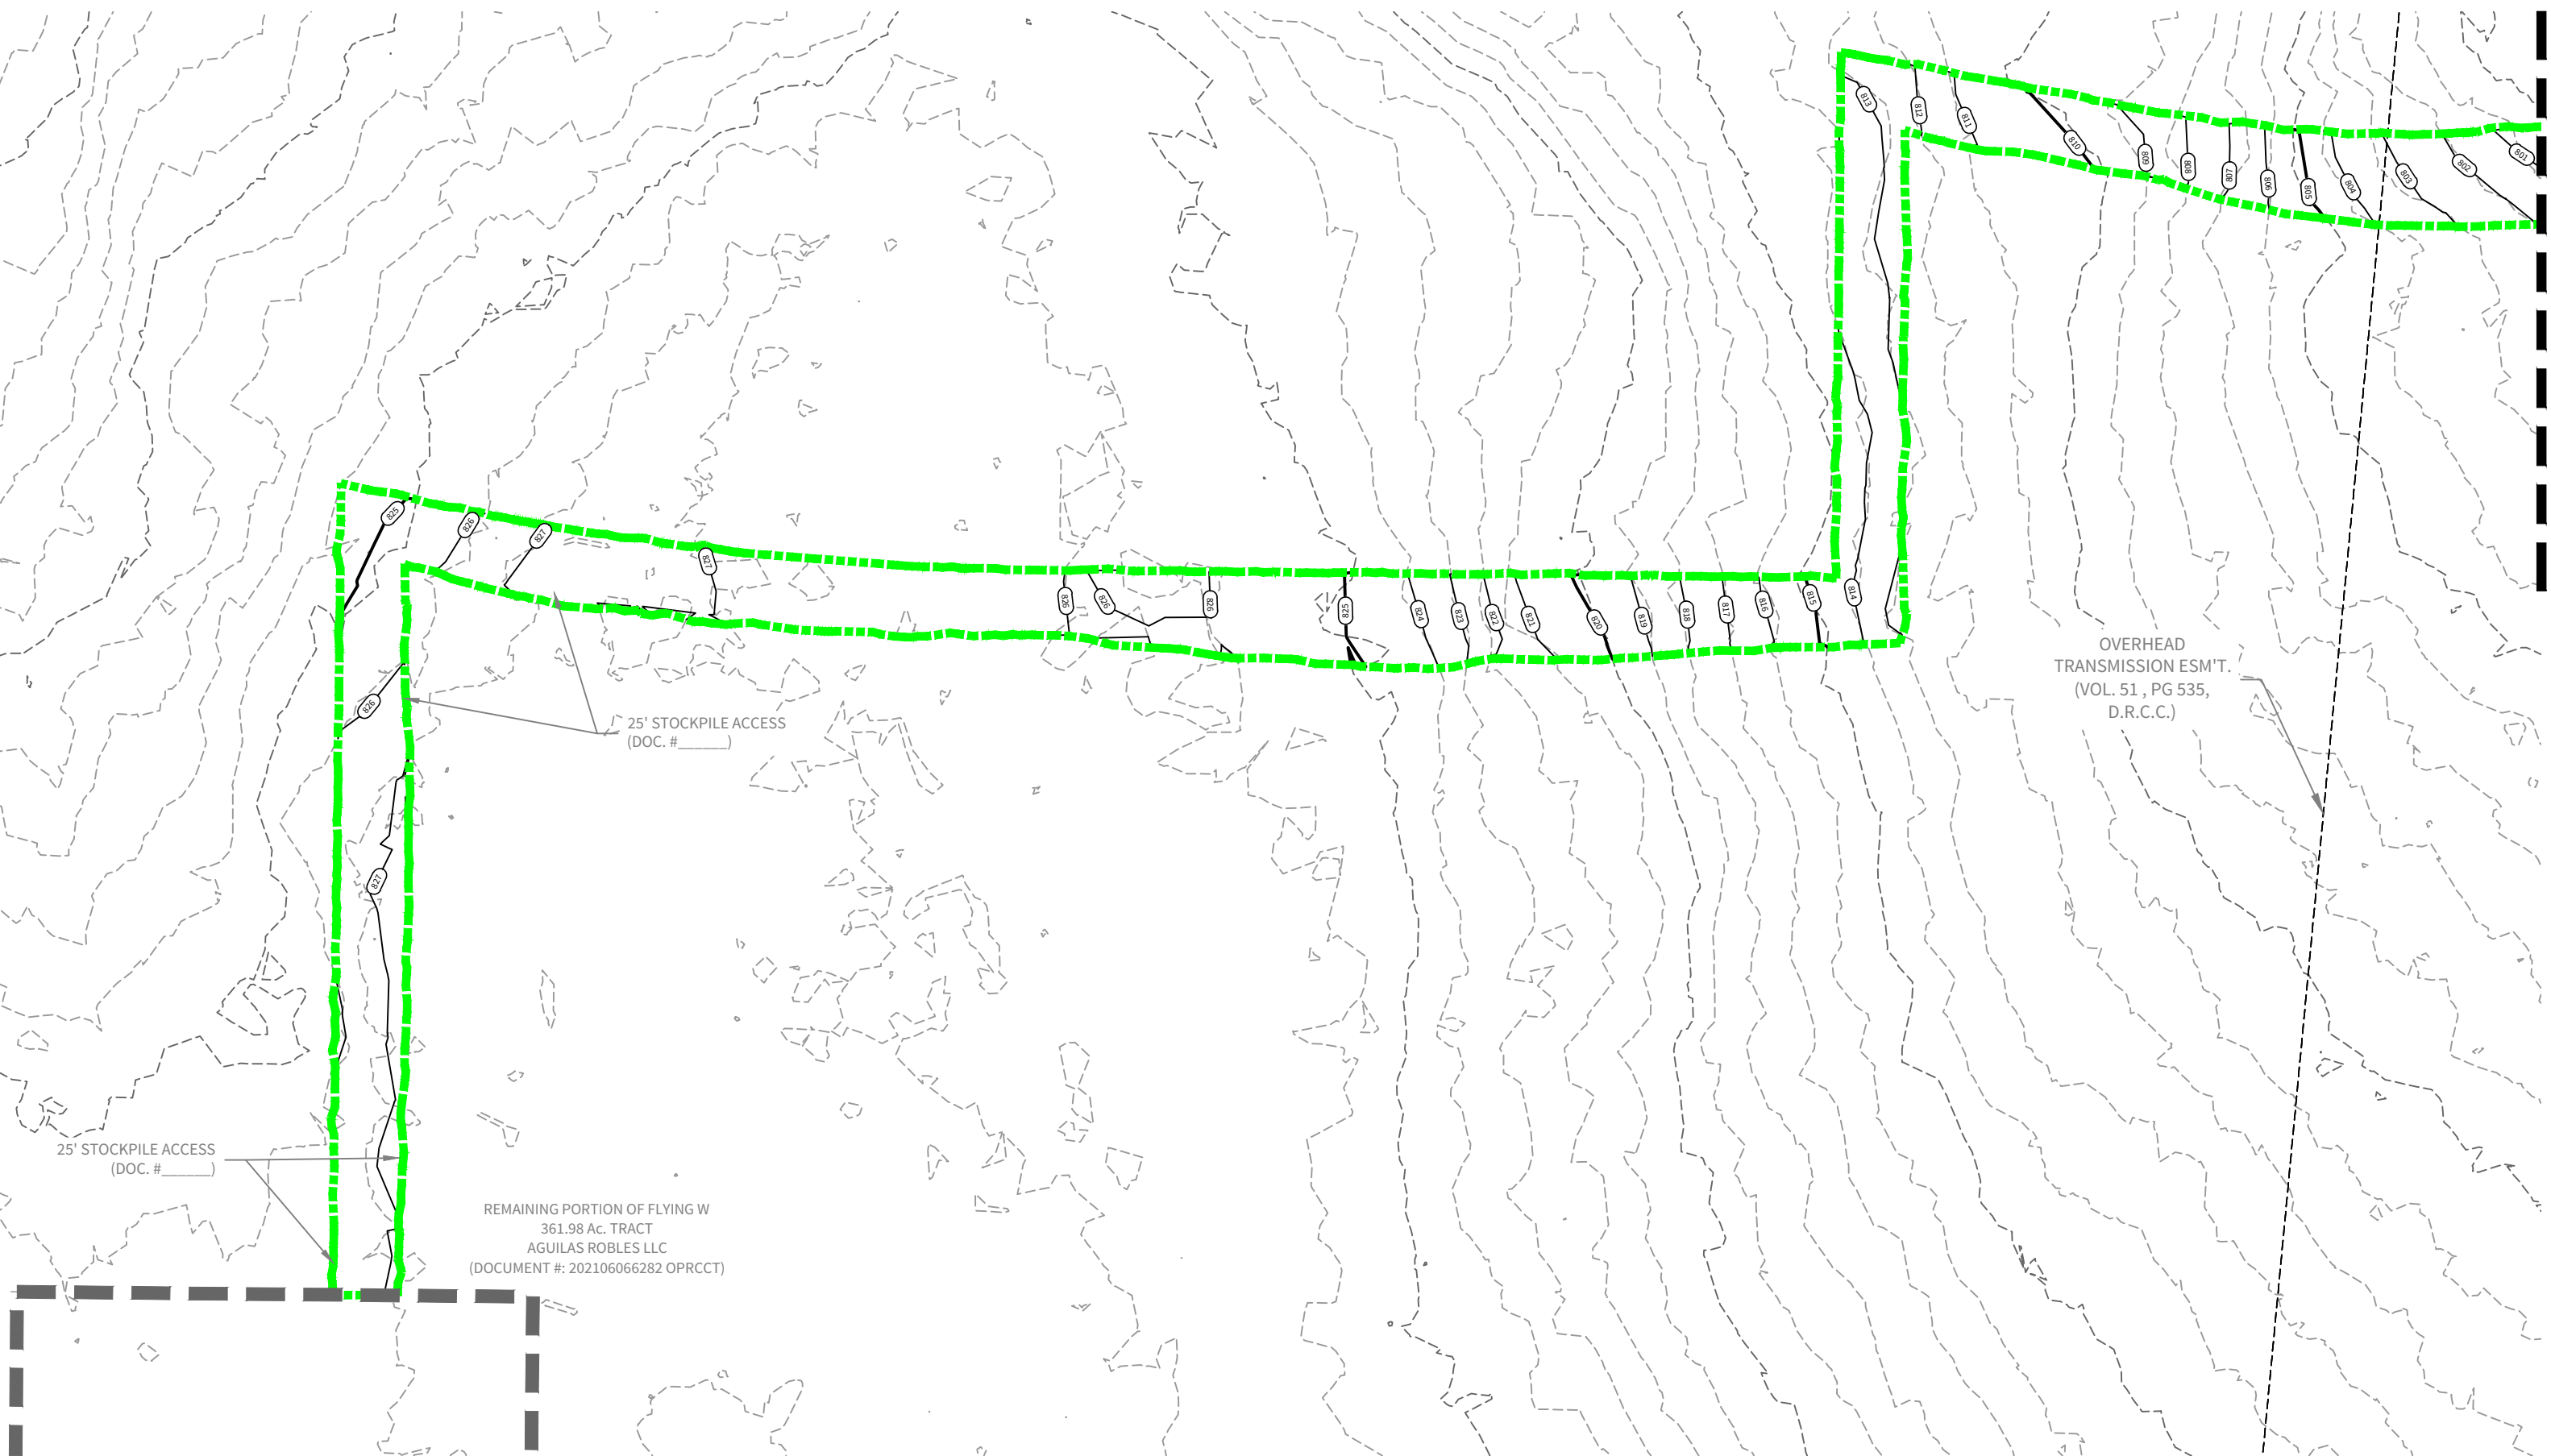 813
812
811
810
809
808
807
806
805
804
803
802
801
825
826
827
827
826
826
826
825
824
823
822
821
820
819
818
817
816
815
814
OVERHEAD
TRANSMISSION ESM'T.
(VOL. 51 , PG 535,
D.R.C.C.)
826
25' STOCKPILE ACCESS
(DOC. #______)
827
25' STOCKPILE ACCESS
(DOC. #______)
REMAINING PORTION OF FLYING W
361.98 Ac. TRACT
AGUILAS ROBLES LLC
(DOCUMENT #: 202106066282 OPRCCT)